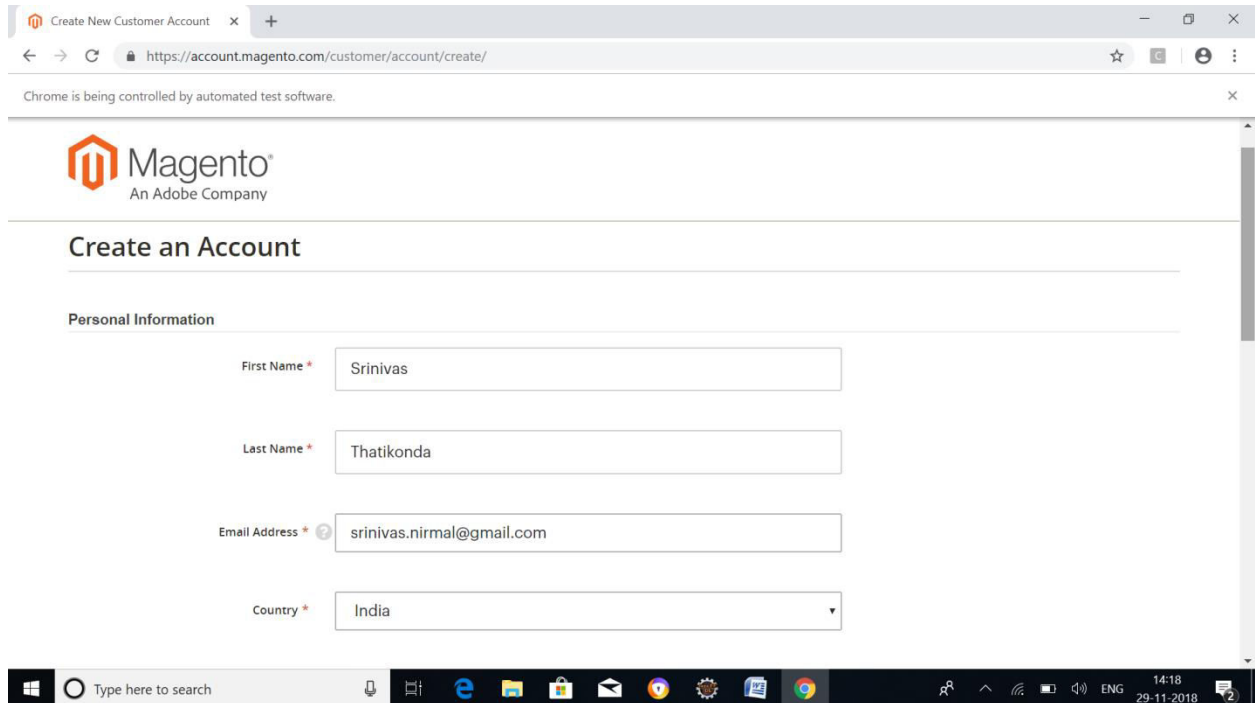 Create New Customer Account
https://account.magento.com/customer/account/create/
C
Chrome is being controlled by automated test software.
Magento®
An Adobe Company
Create an Account
Personal Information
First Name * Srinivas
Last Name * Thatikonda
Email Address * ? srinivas.nirmal@gmail.com
Country * India
Type here to search
ENG
14:18
29-11-2018
2